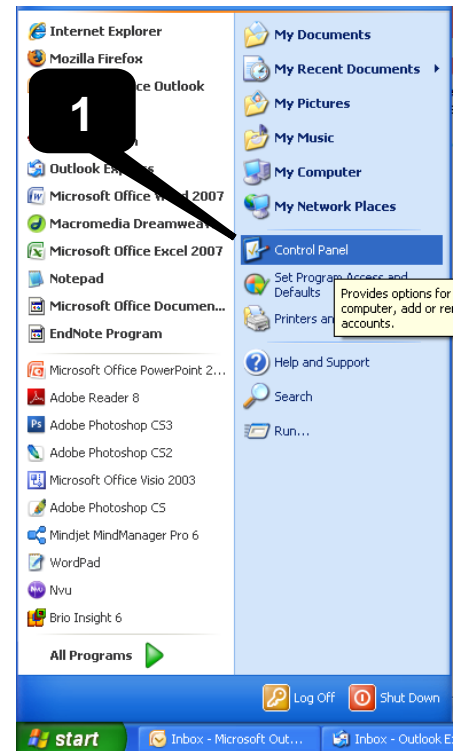 Internet Explorer
Mozilla Firefox
ce Outlook
1
Outlook Ex
Microsoft Office W d 2007
Macromedia Dreamweav
Microsoft Office Excel 2007
Notepad
Microsoft Office Documen...
EndNote Program
Microsoft Office PowerPoint 2...
Adobe Reader 8
Adobe Photoshop CS3
Adobe Photoshop CS2
Microsoft Office Visio 2003
Adobe Photoshop CS
Mindjet MindManager Pro 6
WordPad
Nvu
Brio Insight 6
All Programs
My Documents
My Recent Documents
My Pictures
My Music
My Computer
My Network Places
Control Panel
Set Program Access and
Defaults
Printers an
Provides options for
computer, add or re
accounts.
Help and Support
Search
Run...
Log Off
Shut Down
start
Inbox - Microsoft Out...
Inbox - Outlook E